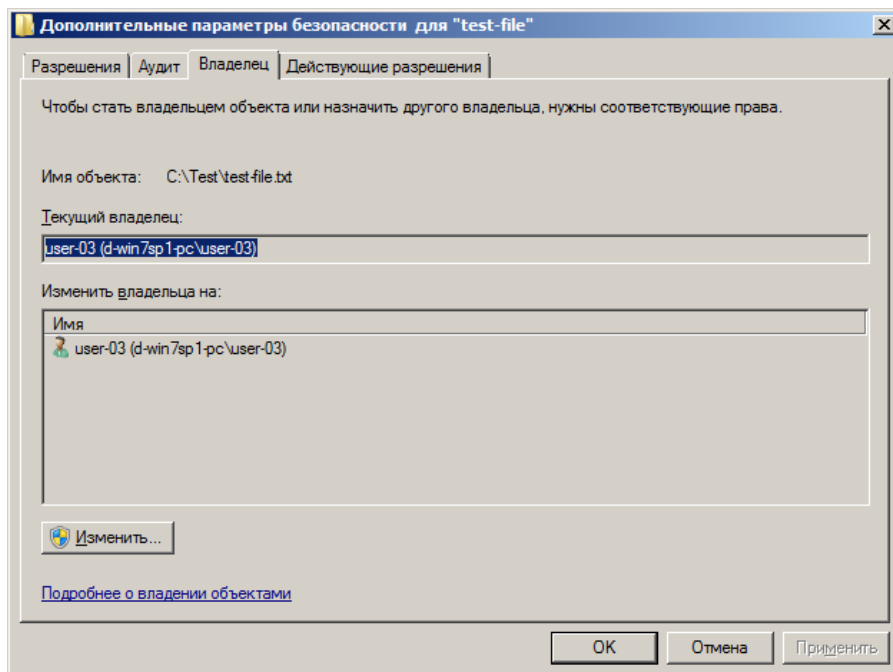 Дополнительные параметры безопасности для "test-file"
Разрешения Аудит Владелец Действующие разрешения
Чтобы стать владельцем объекта или назначить другого владельца, нужны соответствующие права.
Имя объекта: C:\Test\test-file.txt
Текущий владелец:
user-03 (d-win7sp1-pc\user-03)
Изменить владельца на:
Имя
user-03 (d-win7sp1-pc\user-03)
Изменить...
Подробнее о владении объектами
OK Отмена Применить